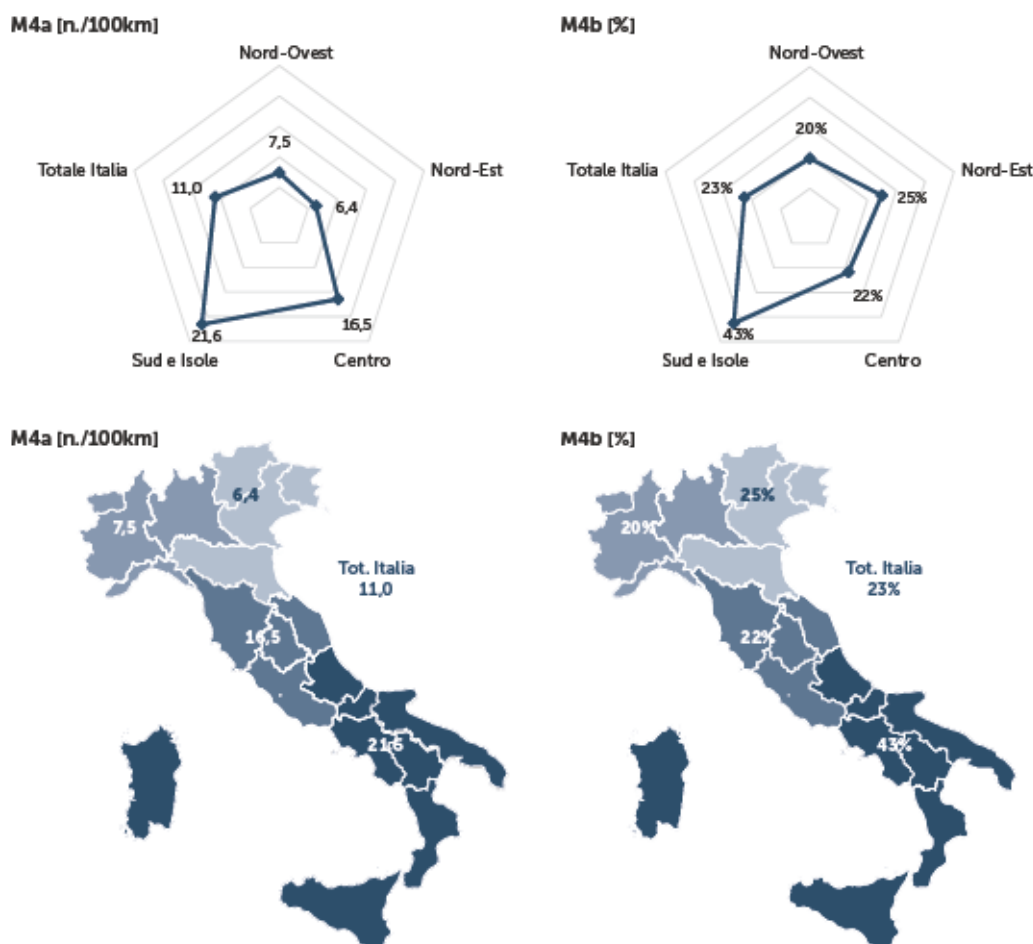 M4a [n./100km]
Nord-Ovest
7,5
Totale Italia
Nord-Est
11,0
6,4
21,6
16,5
Sud e Isole
Centro
M4b [%]
Nord-Ovest
20%
Totale Italia
Nord-Est
23%
25%
22%
43%
Sud e Isole
Centro
M4a [n./100km]
6,4
7,5
Tot. Italia
11,0
16,5
21,6
M4b [%]
25%
20%
Tot. Italia
23%
22%
43%